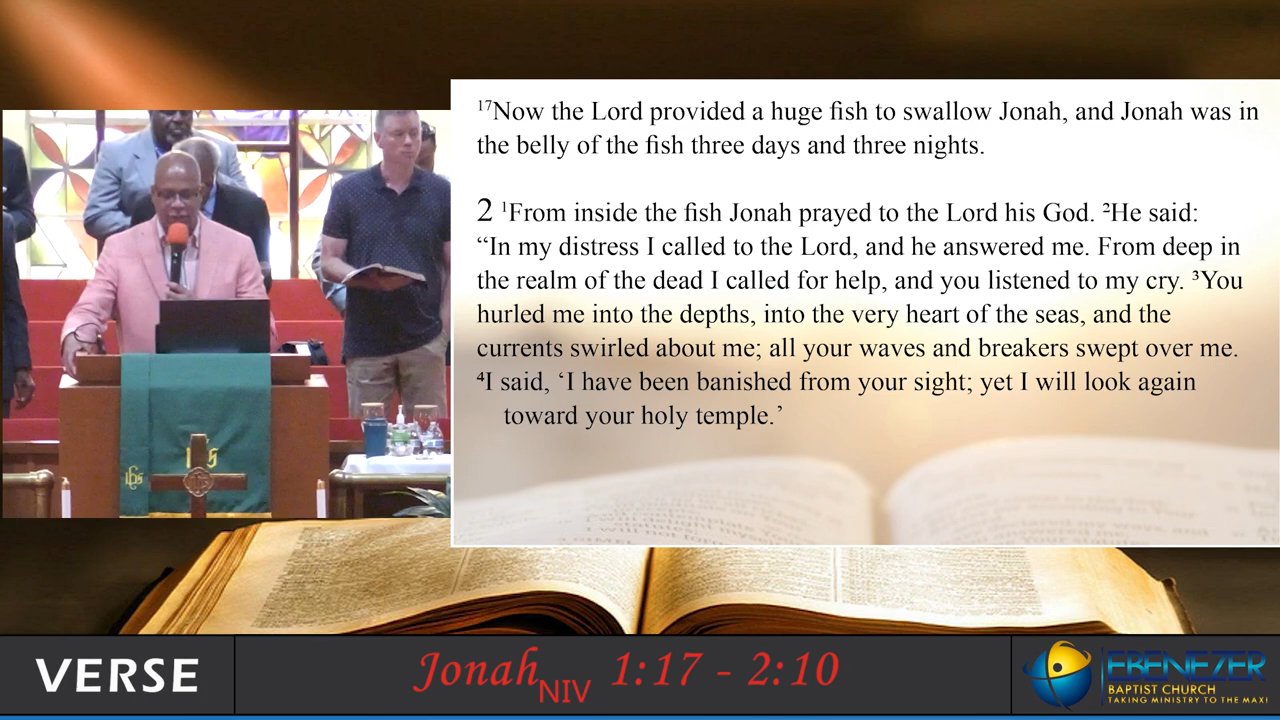 ¹⁷Now the Lord provided a huge fish to swallow Jonah, and Jonah was in
the belly of the fish three days and three nights.
2 ¹From inside the fish Jonah prayed to the Lord his God. ²He said:
“In my distress I called to the Lord, and he answered me. From deep in
the realm of the dead I called for help, and you listened to my cry. ³You
hurled me into the depths, into the very heart of the seas, and the
currents swirled about me; all your waves and breakers swept over me.
⁴I said, ‘I have been banished from your sight; yet I will look again
toward your holy temple.’
VERSE
Jonah NIV 1:17 - 2:10
EBENEZER
BAPTIST CHURCH
TAKING MINISTRY TO THE MAX!